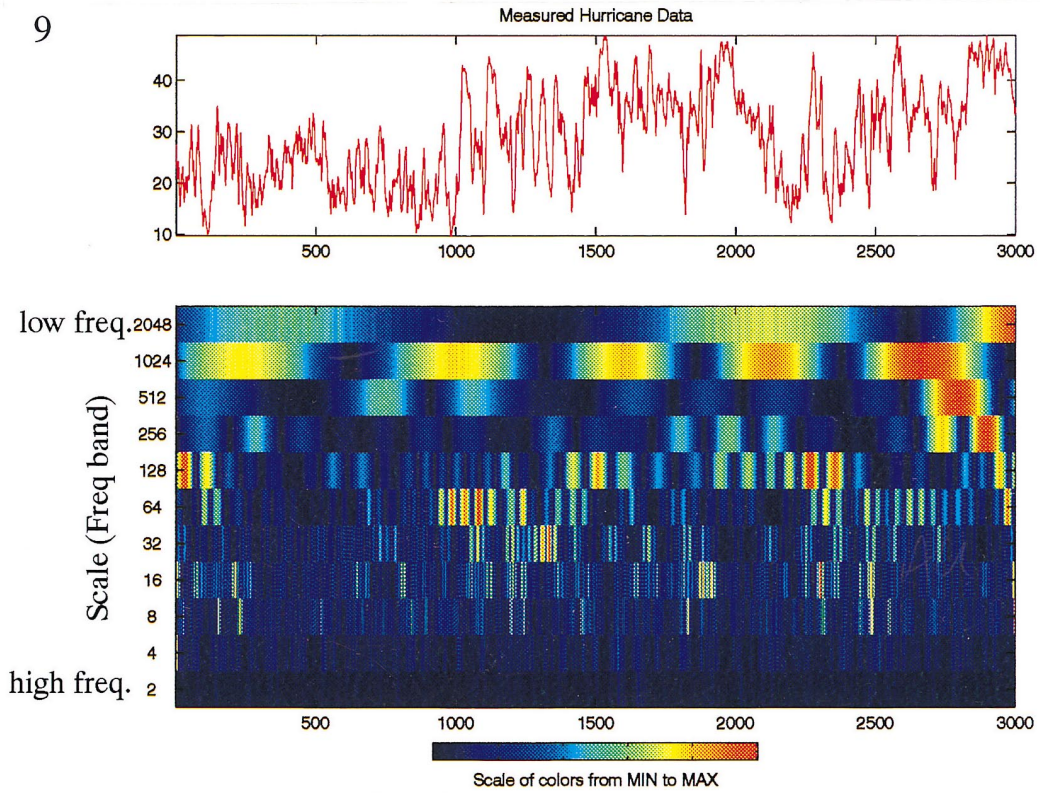 9
Measured Hurricane Data
40
30
20
10
500 1000 1500 2000 2500 3000
low freq. 2048
1024
512
256
128
64
32
16
8
4
high freq. 2
Scale (Freq band)
500 1000 1500 2000 2500 3000
Scale of colors from MIN to MAX